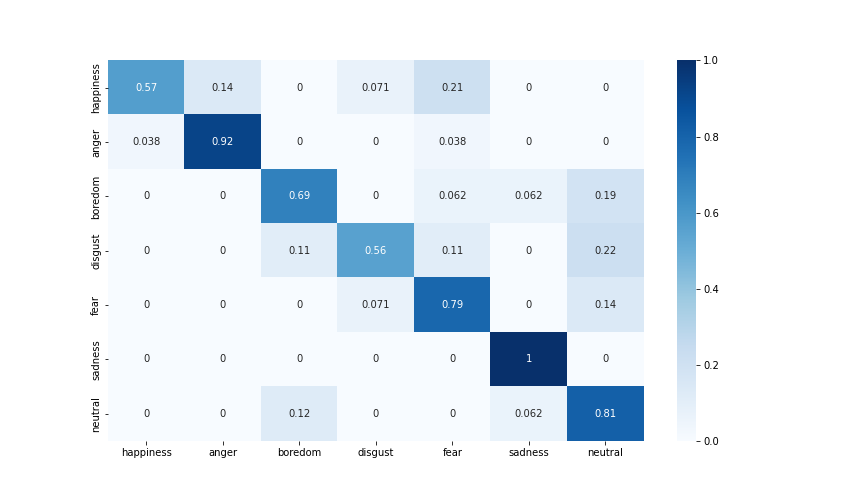 happiness 0.57 0.14 0 0.071 0.21 0 0
anger 0.038 0.92 0 0 0.038 0 0
boredom 0 0 0.69 0 0.062 0.062 0.19
disgust 0 0 0.11 0.56 0.11 0 0.22
fear 0 0 0 0.071 0.79 0 0.14
sadness 0 0 0 0 0 1 0
neutral 0 0 0.12 0 0 0.062 0.81
happiness anger boredom disgust fear sadness neutral
1.0
0.8
0.6
0.4
0.2
0.0